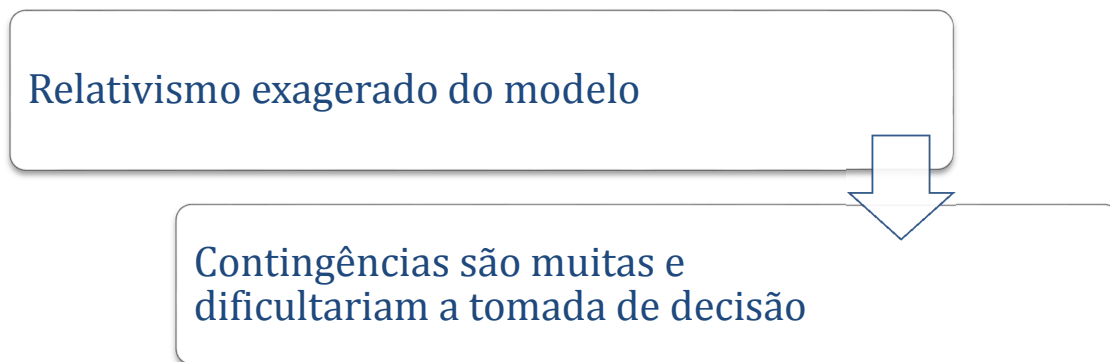 Relativismo exagerado do modelo
Contingências são muitas e
dificultariam a tomada de decisão